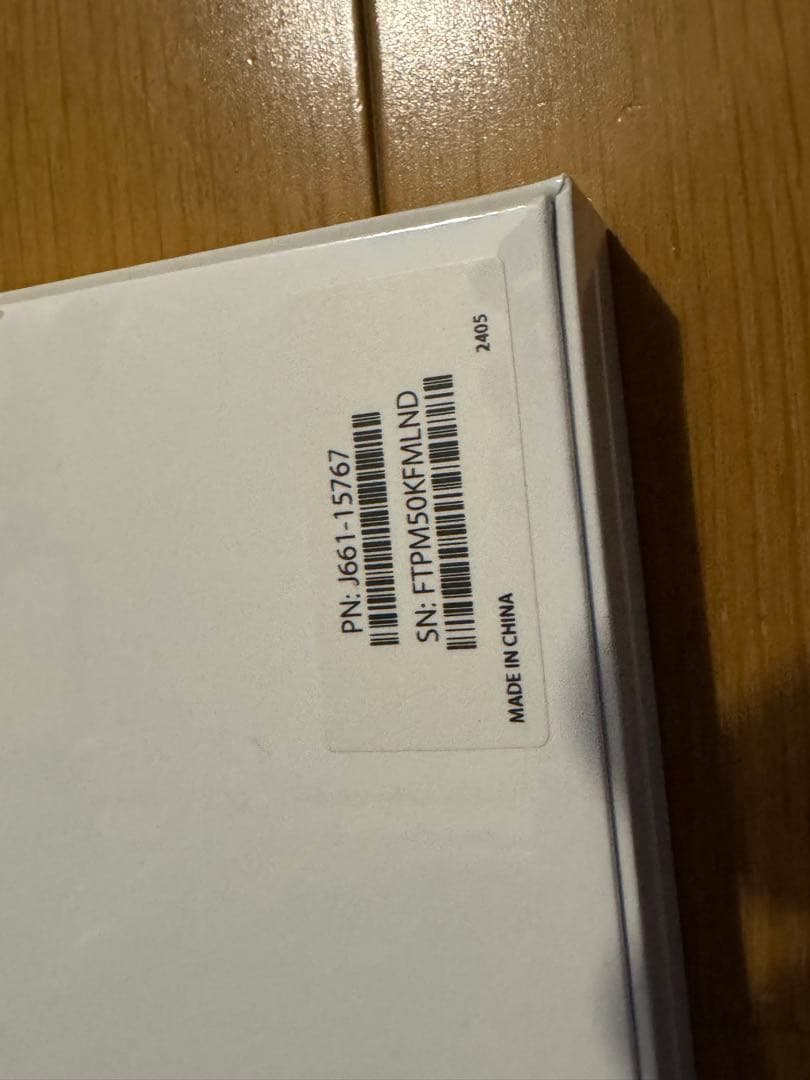 2405
PN: J661-15767
SN: FTPM50KFMLND
MADE IN CHINA